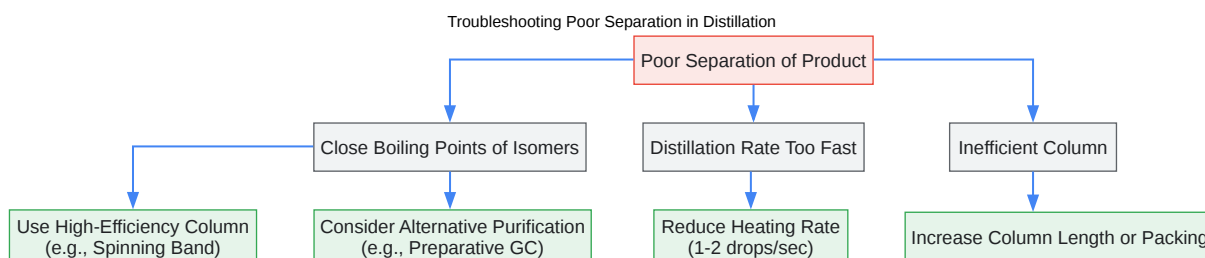 Troubleshooting Poor Separation in Distillation
Poor Separation of Product
Close Boiling Points of Isomers
Distillation Rate Too Fast
Inefficient Column
Use High-Efficiency Column
(e.g., Spinning Band)
Consider Alternative Purification
(e.g., Preparative GC)
Reduce Heating Rate
(1-2 drops/sec)
Increase Column Length or Packing